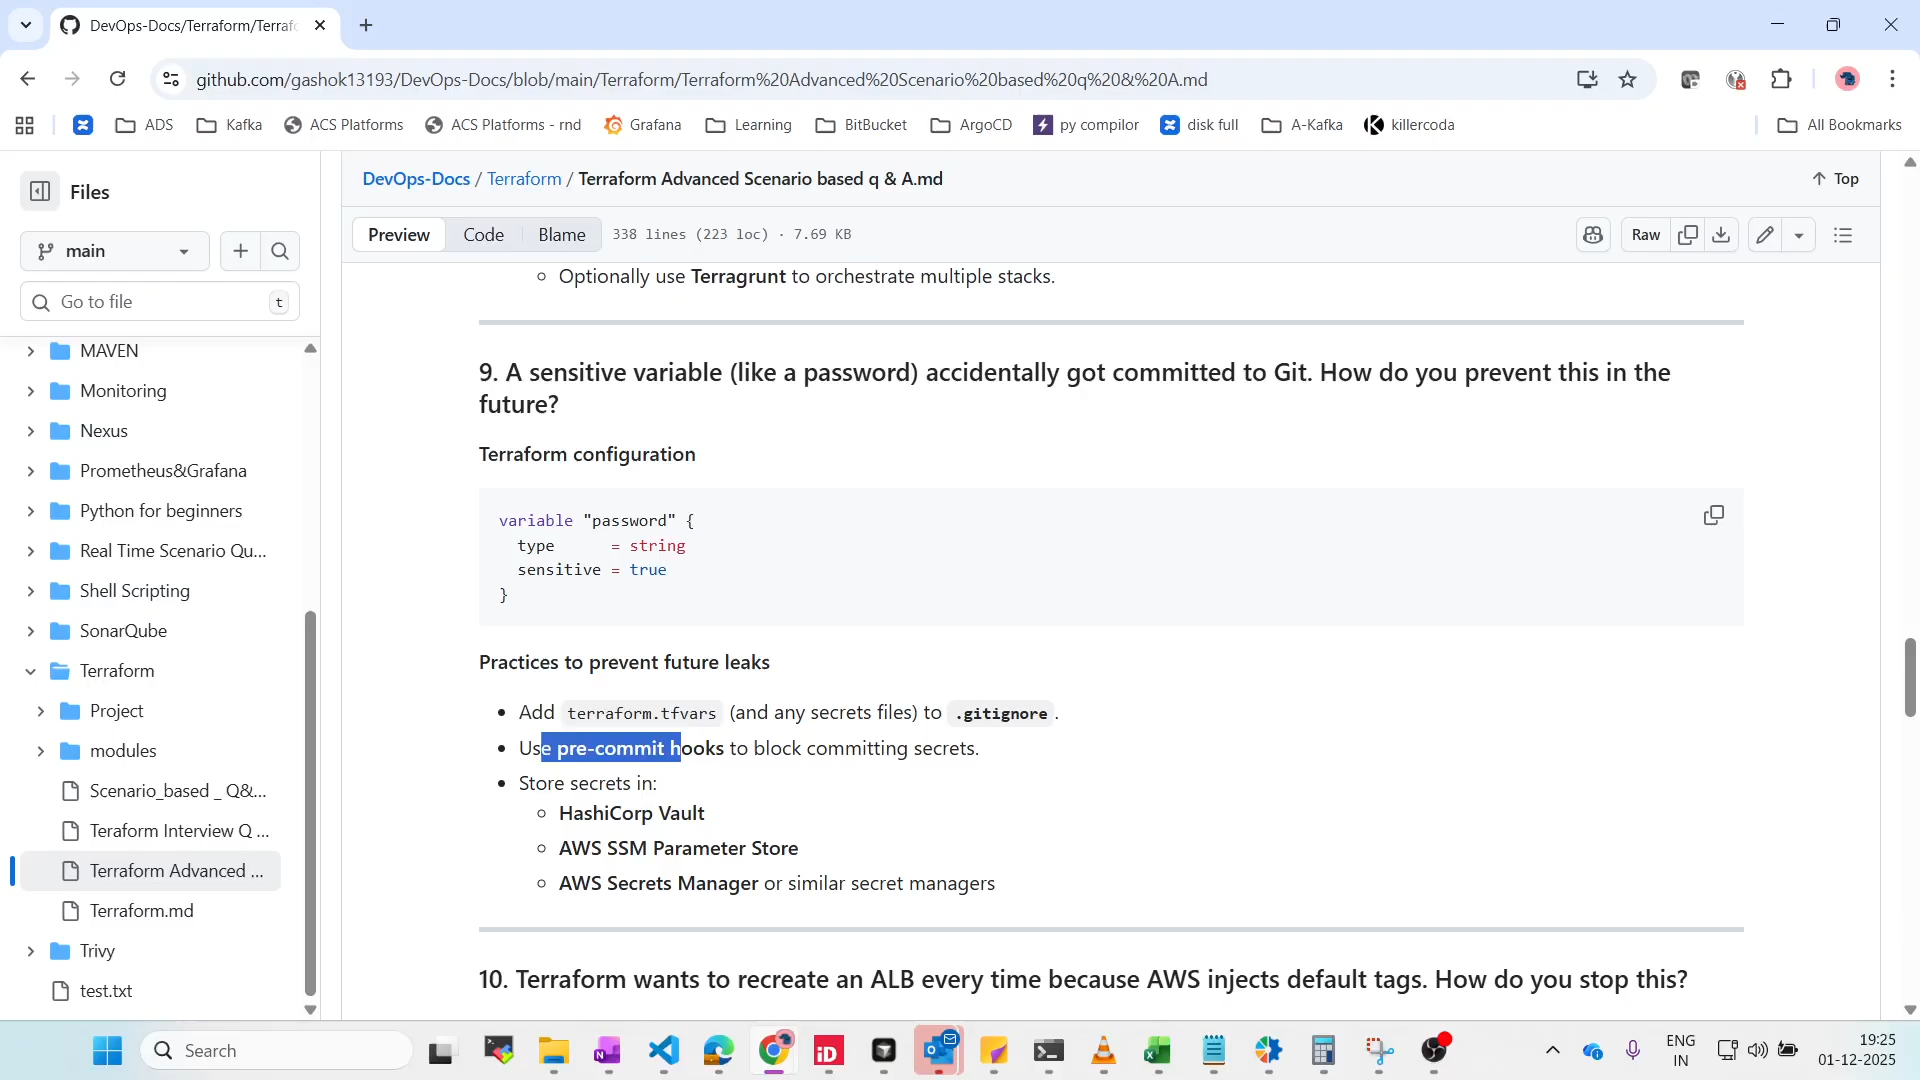 DevOps-Docs/Terraform/Terrafo
github.com/gashok13193/DevOps-Docs/blob/main/Terraform/Terraform%20Advanced%20Scenario%20based%20q%20&%20A.md
ADS
Kafka
ACS Platforms
ACS Platforms - rnd
Grafana
Learning
BitBucket
ArgoCD
py compilor
disk full
A-Kafka
killercoda
All Bookmarks
Files
main
Go to file
t
MAVEN
Monitoring
Nexus
Prometheus&Grafana
Python for beginners
Real Time Scenario Qu...
Shell Scripting
SonarQube
Terraform
Project
modules
Scenario_based _ Q&...
Teraform Interview Q ...
Terraform Advanced ...
Terraform.md
Trivy
test.txt
DevOps-Docs / Terraform / Terraform Advanced Scenario based q & A.md
Top
Preview
Code
Blame
338 lines (223 loc) · 7.69 KB
Raw
Optionally use Terragrunt to orchestrate multiple stacks.
9. A sensitive variable (like a password) accidentally got committed to Git. How do you prevent this in the
future?
Terraform configuration
variable "password" {
type = string
sensitive = true
}
Practices to prevent future leaks
Add terraform.tfvars (and any secrets files) to .gitignore.
Use pre-commit hooks to block committing secrets.
Store secrets in:
HashiCorp Vault
AWS SSM Parameter Store
AWS Secrets Manager or similar secret managers
10. Terraform wants to recreate an ALB every time because AWS injects default tags. How do you stop this?
Search
iD
ENG
IN
19:25
01-12-2025